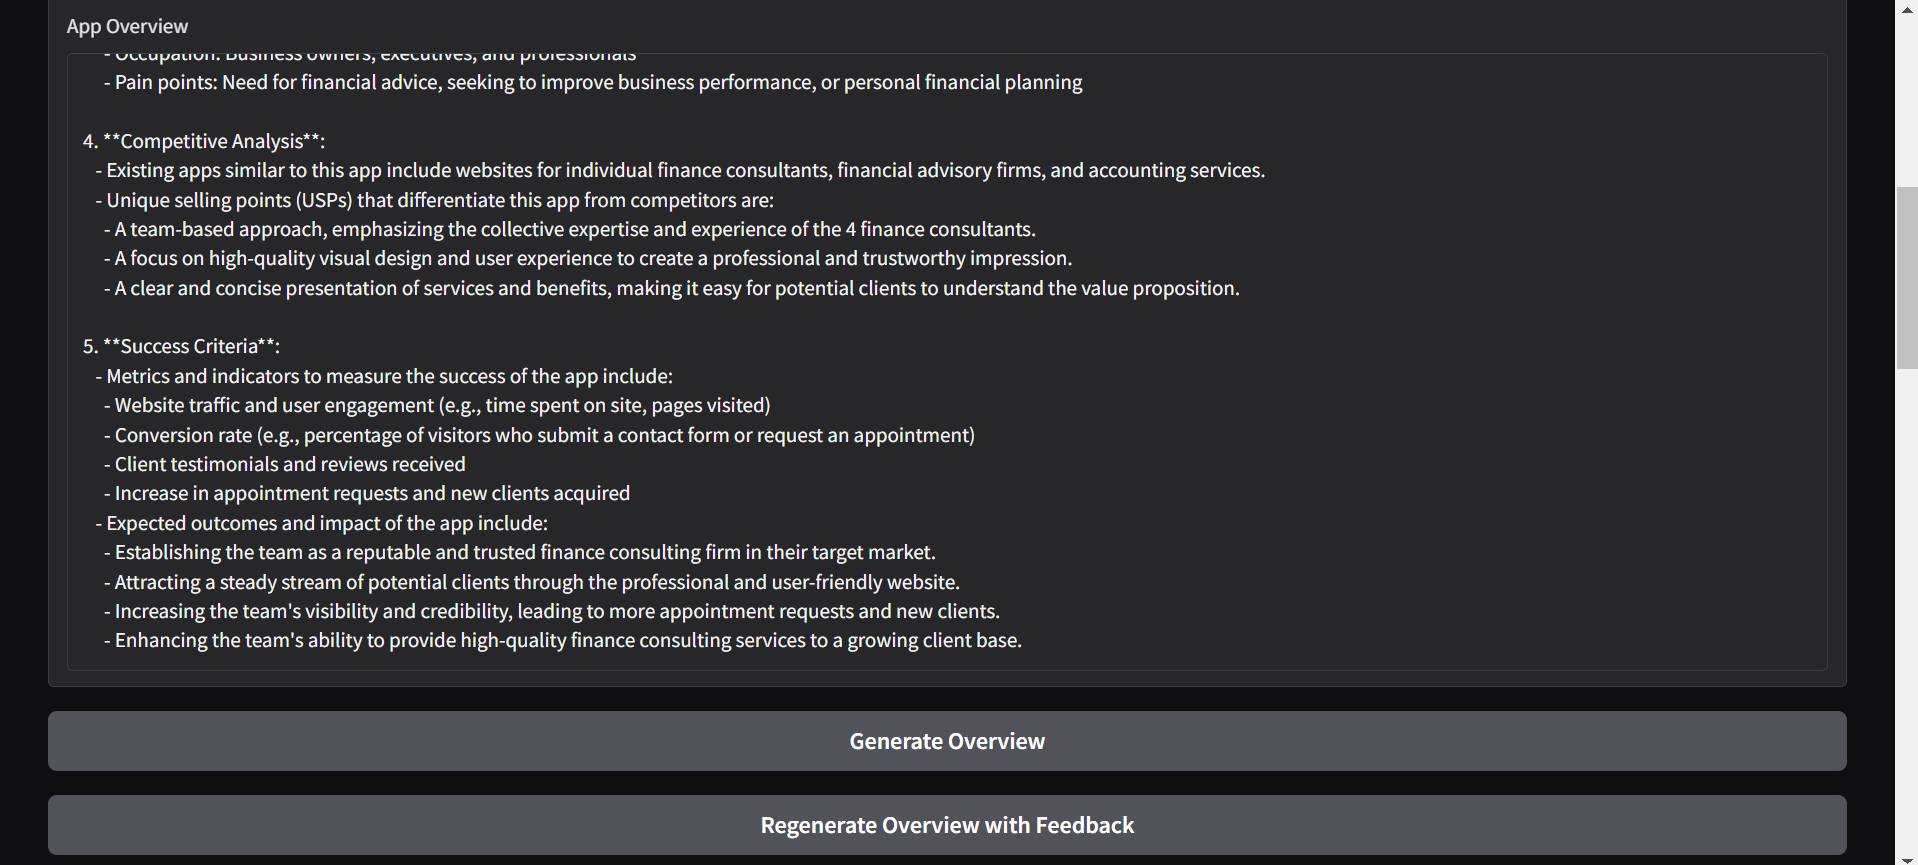 App Overview
- Occupation: Business owners, executives, and professionals
- Pain points: Need for financial advice, seeking to improve business performance, or personal financial planning
4. **Competitive Analysis**:
- Existing apps similar to this app include websites for individual finance consultants, financial advisory firms, and accounting services.
- Unique selling points (USPs) that differentiate this app from competitors are:
- A team-based approach, emphasizing the collective expertise and experience of the 4 finance consultants.
- A focus on high-quality visual design and user experience to create a professional and trustworthy impression.
- A clear and concise presentation of services and benefits, making it easy for potential clients to understand the value proposition.
5. **Success Criteria**:
- Metrics and indicators to measure the success of the app include:
- Website traffic and user engagement (e.g., time spent on site, pages visited)
- Conversion rate (e.g., percentage of visitors who submit a contact form or request an appointment)
- Client testimonials and reviews received
- Increase in appointment requests and new clients acquired
- Expected outcomes and impact of the app include:
- Establishing the team as a reputable and trusted finance consulting firm in their target market.
- Attracting a steady stream of potential clients through the professional and user-friendly website.
- Increasing the team's visibility and credibility, leading to more appointment requests and new clients.
- Enhancing the team's ability to provide high-quality finance consulting services to a growing client base.
Generate Overview
Regenerate Overview with Feedback